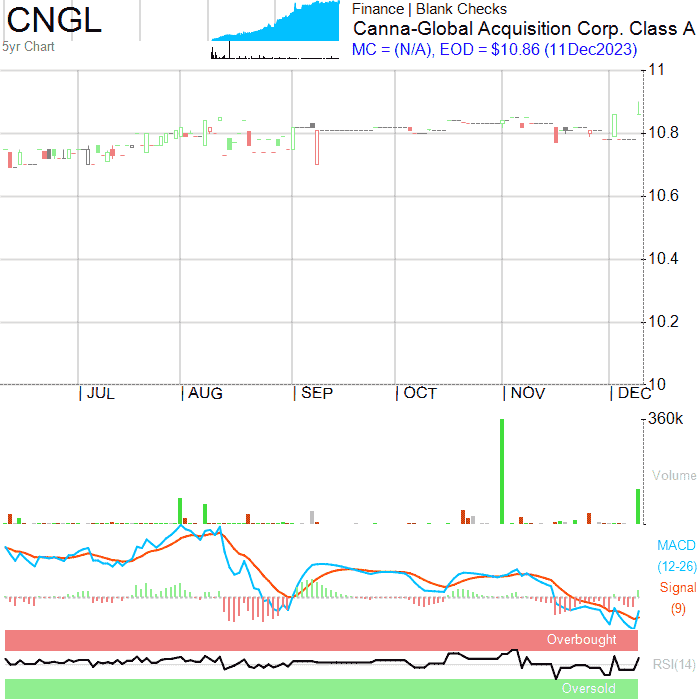 CNGL
5yr Chart
Finance | Blank Checks
Canna-Global Acquisition Corp. Class A
MC = (N/A), EOD = $10.86 (11Dec2023)
11
10.8
10.6
10.4
10.2
10
JUL AUG SEP OCT NOV DEC
360k
Volume
MACD
(12-26)
Signal
(9)
Overbought
RSI(14)
Oversold